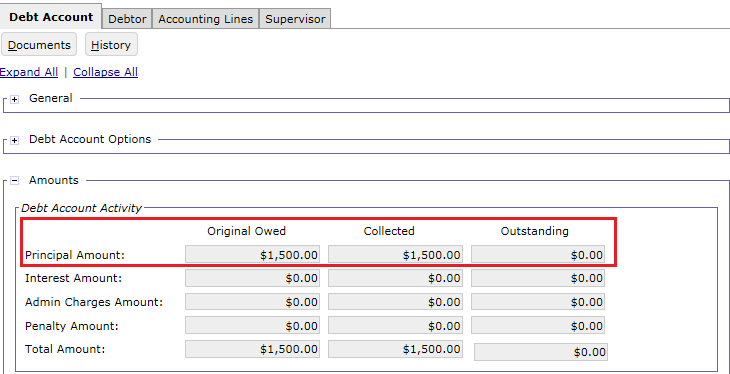 Debt Account Debtor Accounting Lines Supervisor
Documents History
Expand All | Collapse All
General
Debt Account Options
Amounts
Debt Account Activity
Original Owed Collected Outstanding
Principal Amount: $1,500.00 $1,500.00 $0.00
Interest Amount: $0.00 $0.00 $0.00
Admin Charges Amount: $0.00 $0.00 $0.00
Penalty Amount: $0.00 $0.00 $0.00
Total Amount: $1,500.00 $1,500.00 $0.00